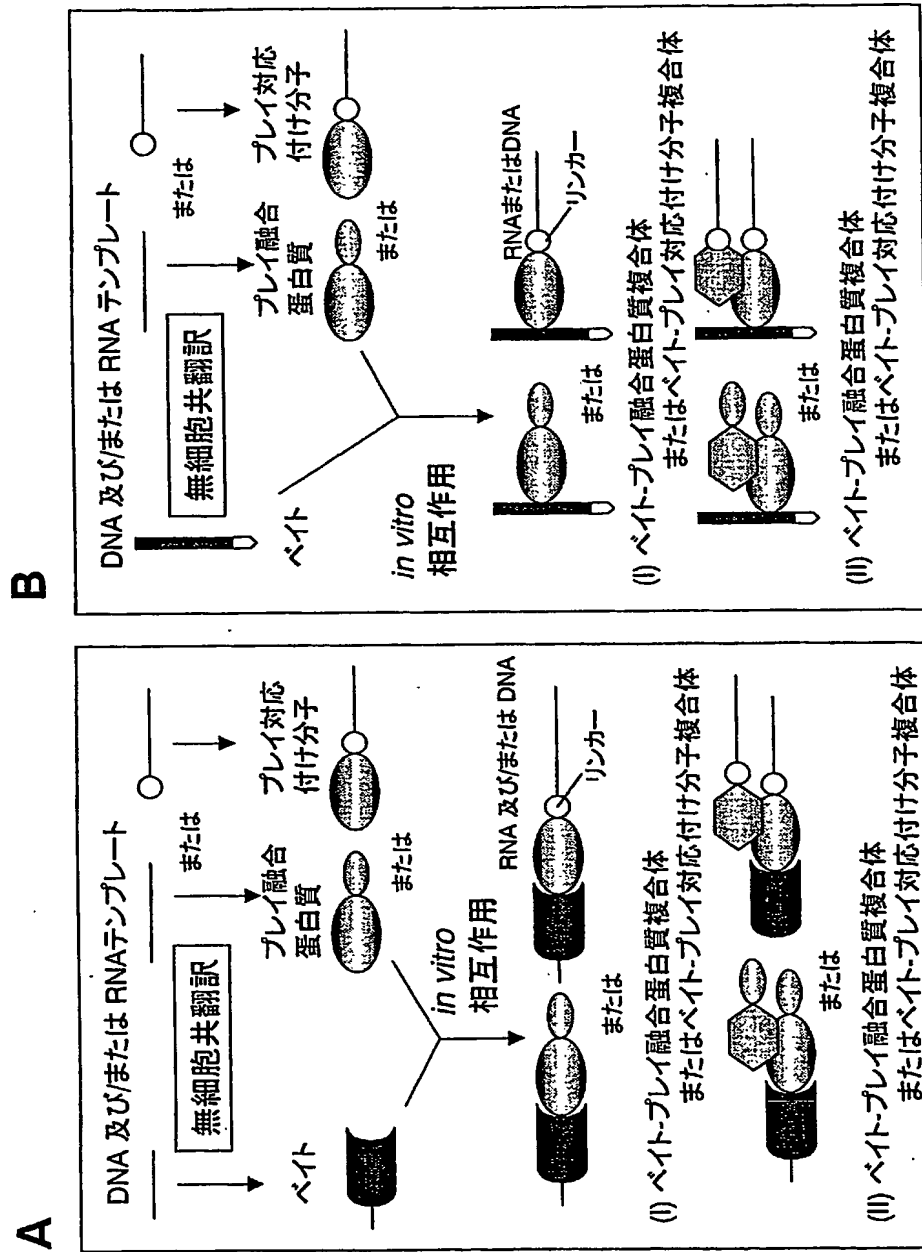 A
DNA 及び/または RNAテンプレート
または
無細胞共翻訳
ベイト
プレイ融合
蛋白質
プレイ対応
付け分子
または
in vitro
相互作用
RNA 及び/または DNA
リンカー
または
(I) ベイト-プレイ融合蛋白質複合体
またはベイト-プレイ対応付け分子複合体
または
(II) ベイト-プレイ融合蛋白質複合体
またはベイト-プレイ対応付け分子複合体
B
DNA 及び/または RNA テンプレート
または
無細胞共翻訳
ベイト
プレイ融合
蛋白質
プレイ対応
付け分子
または
in vitro
相互作用
RNAまたはDNA
リンカー
または
(I) ベイト-プレイ融合蛋白質複合体
またはベイト-プレイ対応付け分子複合体
または
(II) ベイト-プレイ融合蛋白質複合体
またはベイト-プレイ対応付け分子複合体